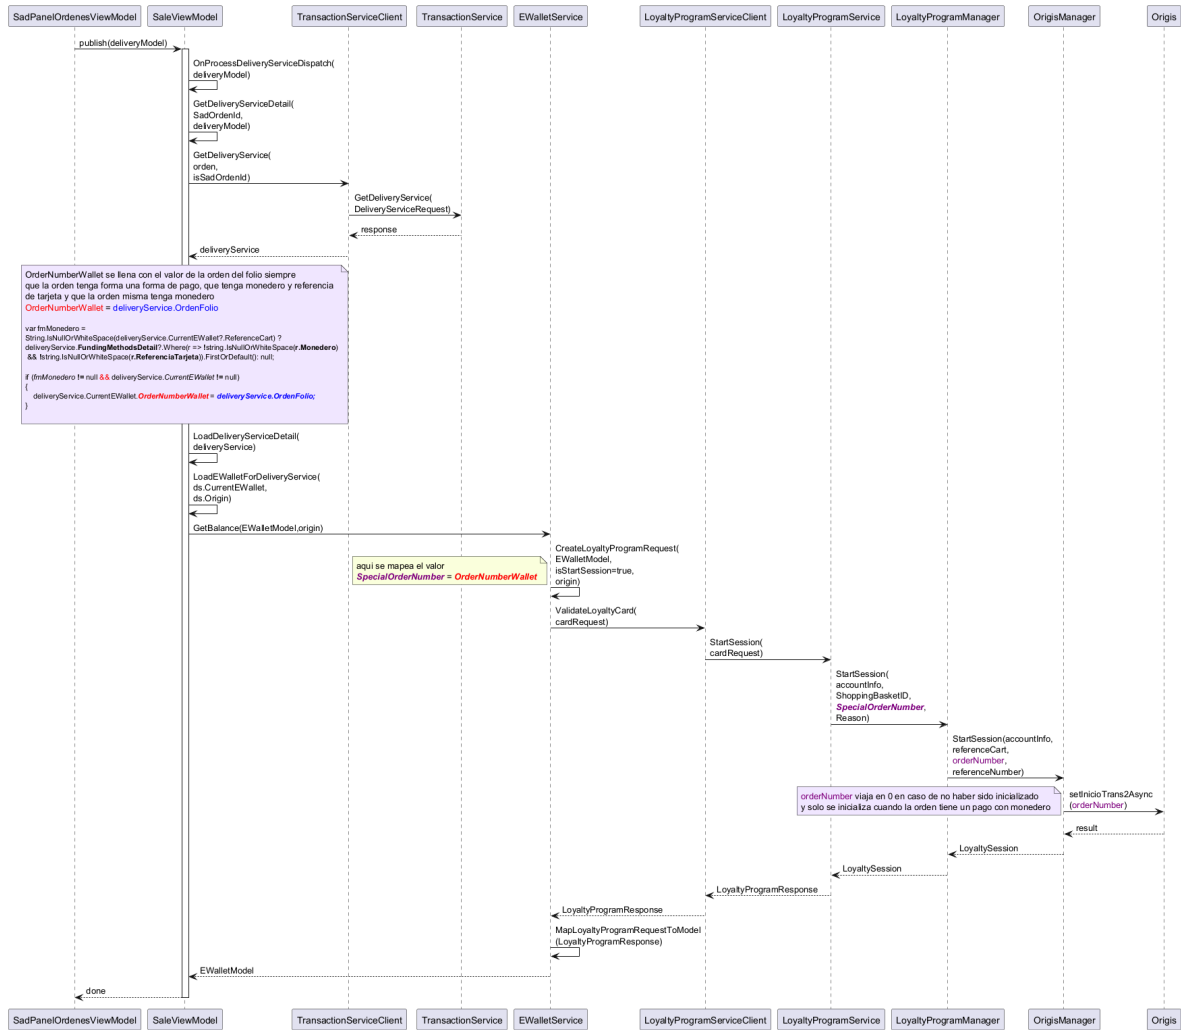 SadPanelOrdenesViewModel
SaleViewModel
TransactionServiceClient
TransactionService
EWalletService
LoyaltyProgramServiceClient
LoyaltyProgramService
LoyaltyProgramManager
OrigisManager
Origis
publish(deliveryModel)
OnProcessDeliveryServiceDispatch(
deliveryModel)
GetDeliveryServiceDetail(
SadOrdenId,
deliveryModel)
GetDeliveryService(
orden,
isSadOrdenId)
GetDeliveryService(
DeliveryServiceRequest)
response
deliveryService
OrderNumberWallet se llena con el valor de la orden del folio siempre
que la orden tenga forma una forma de pago, que tenga monedero y referencia
de tarjeta y que la orden misma tenga monedero
OrderNumberWallet = deliveryService.OrdenFolio
var fmMonedero =
String.IsNullOrWhiteSpace(deliveryService.CurrentEWallet?.ReferenceCart) ?
deliveryService.FundingMethodsDetail?.Where(r => !string.IsNullOrWhiteSpace(r.Monedero)
&& !string.IsNullOrWhiteSpace(r.ReferenciaTarjeta)).FirstOrDefault(): null;
if (fmMonedero != null && deliveryService.CurrentEWallet != null)
{
deliveryService.CurrentEWallet.OrderNumberWallet = deliveryService.OrdenFolio;
}
LoadDeliveryServiceDetail(
deliveryService)
LoadEWalletForDeliveryService(
ds.CurrentEWallet,
ds.Origin)
GetBalance(EWalletModel,origin)
CreateLoyaltyProgramRequest(
EWalletModel,
isStartSession=true,
origin)
aqui se mapea el valor
SpecialOrderNumber = OrderNumberWallet
ValidateLoyaltyCard(
cardRequest)
StartSession(
cardRequest)
StartSession(
accountInfo,
ShoppingBasketID,
SpecialOrderNumber,
Reason)
StartSession(accountInfo,
referenceCart,
orderNumber,
referenceNumber)
orderNumber viaja en 0 en caso de no haber sido inicializado
y solo se inicializa cuando la orden tiene un pago con monedero
setInicioTrans2Async
(orderNumber)
result
LoyaltySession
LoyaltySession
LoyaltyProgramResponse
LoyaltyProgramResponse
MapLoyaltyProgramRequestToModel
(LoyaltyProgramResponse)
EWalletModel
done
SadPanelOrdenesViewModel
SaleViewModel
TransactionServiceClient
TransactionService
EWalletService
LoyaltyProgramServiceClient
LoyaltyProgramService
LoyaltyProgramManager
OrigisManager
Origis